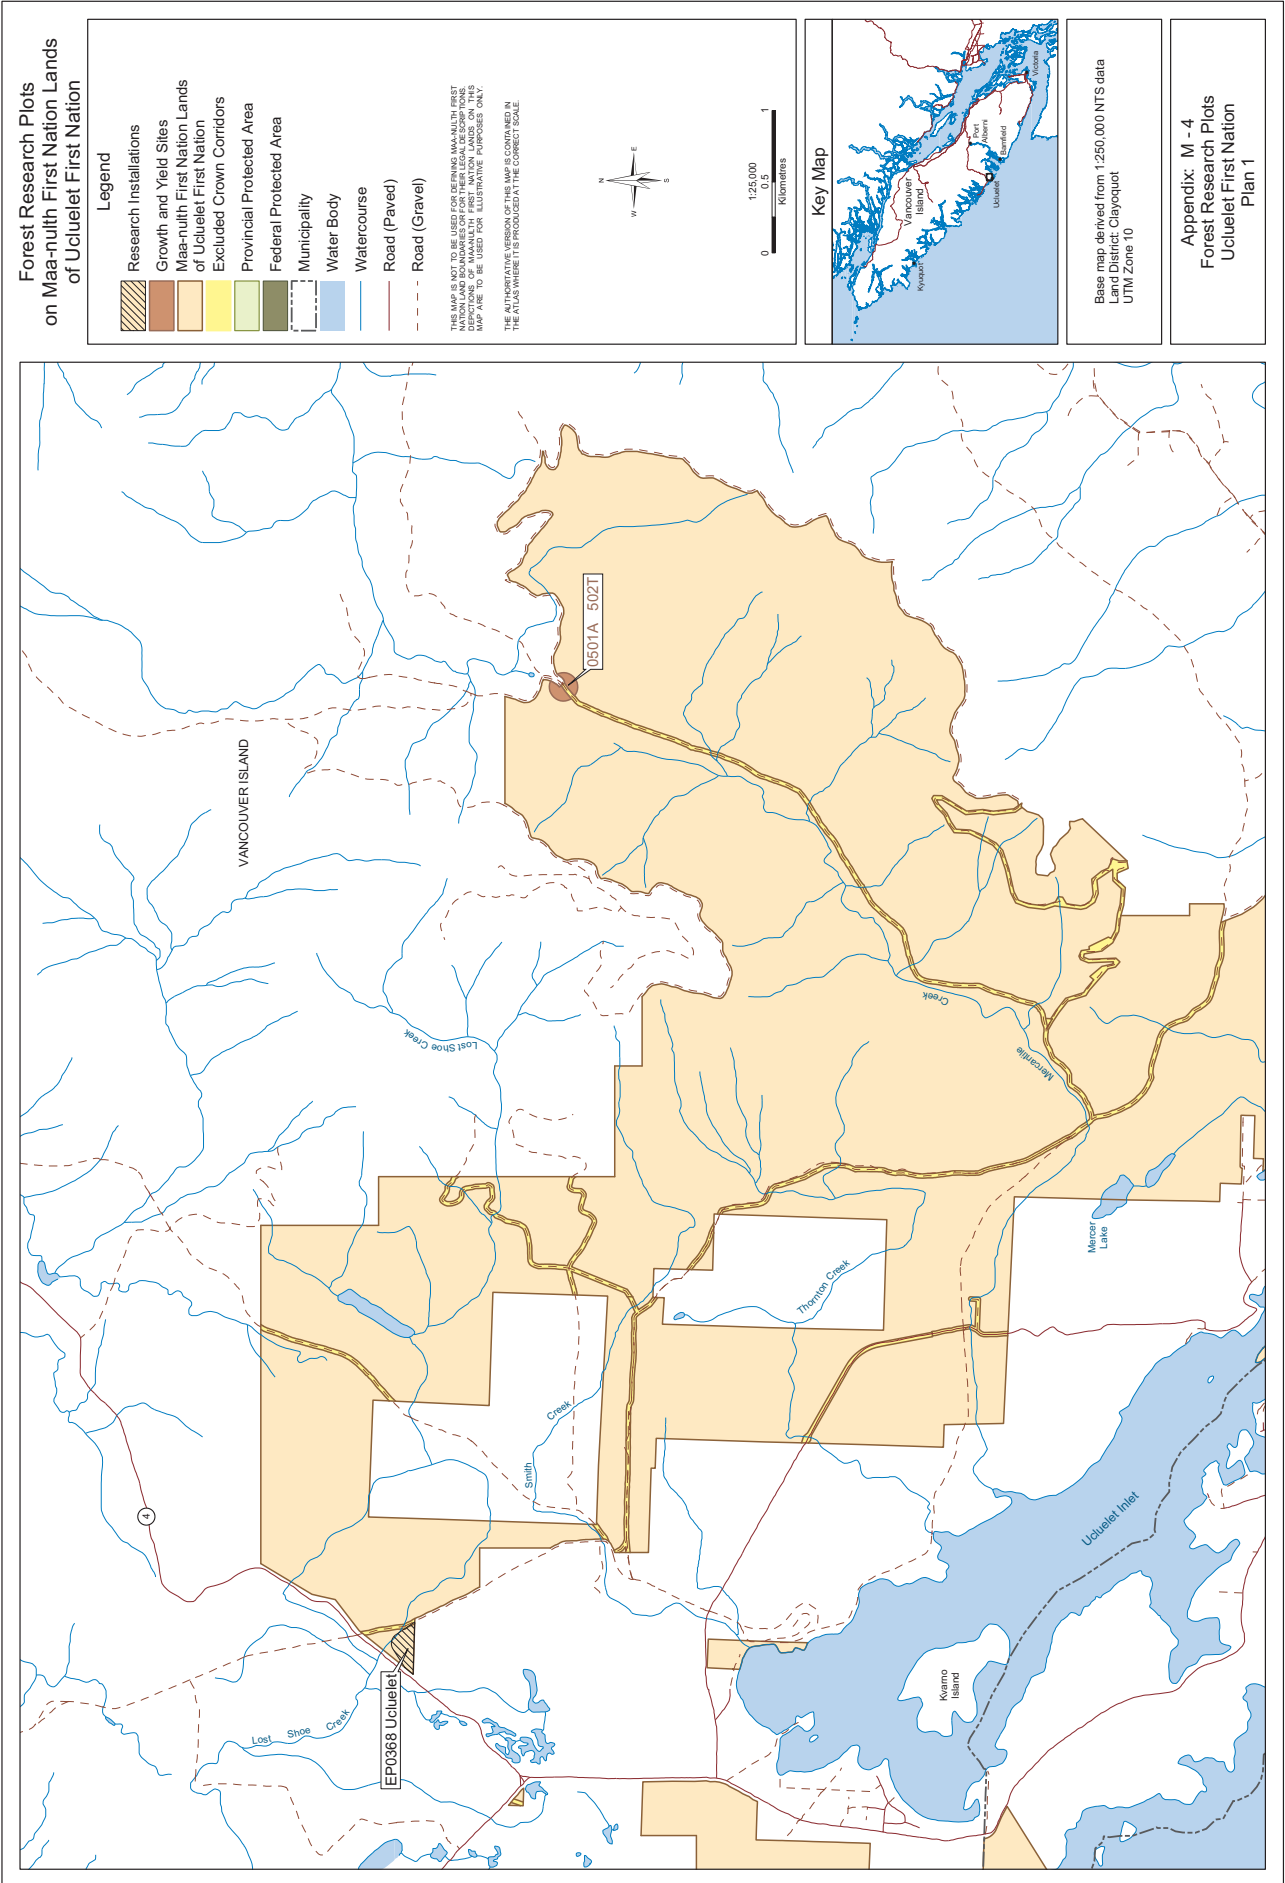 Forest Research Plots
on Maa-nulth First Nation Lands
of Ucluelet First Nation
Legend
Research Installations
Growth and Yield Sites
Maa-nulth First Nation Lands
of Ucluelet First Nation
Excluded Crown Corridors
Provincial Protected Area
Federal Protected Area
Municipality
Water Body
Watercourse
Road (Paved)
Road (Gravel)
THIS MAP IS NOT TO BE USED FOR DEFINING MAA-NULTH FIRST
NATION LAND BOUNDARIES OR FOR THEIR LEGAL DESCRIPTIONS.
DEPICTIONS OF MAA-NULTH FIRST NATION LANDS ON THIS
MAP ARE TO BE USED FOR ILLUSTRATIVE PURPOSES ONLY.
THE AUTHORITATIVE VERSION OF THIS MAP IS CONTAINED IN
THE ATLAS WHERE IT IS PRODUCED AT THE CORRECT SCALE.
N
W
E
S
1:25,000
0 0.5 1
Kilometres
Key Map
Kyuquot
Vancouver
Island
Port
Alberni
Bamfield
Ucluelet
Victoria
Base map derived from 1:250,000 NTS data
Land District: Clayoquot
UTM Zone 10
Appendix: M - 4
Forest Research Plots
Ucluelet First Nation
Plan 1
VANCOUVER ISLAND
0501A 502T
Lost Shoe Creek
4
Mercantile
Creek
Mercer
Lake
Thornton Creek
Smith
Creek
Ucluelet Inlet
Kvarno
Island
EP0368 Ucluelet
Lost Shoe Creek